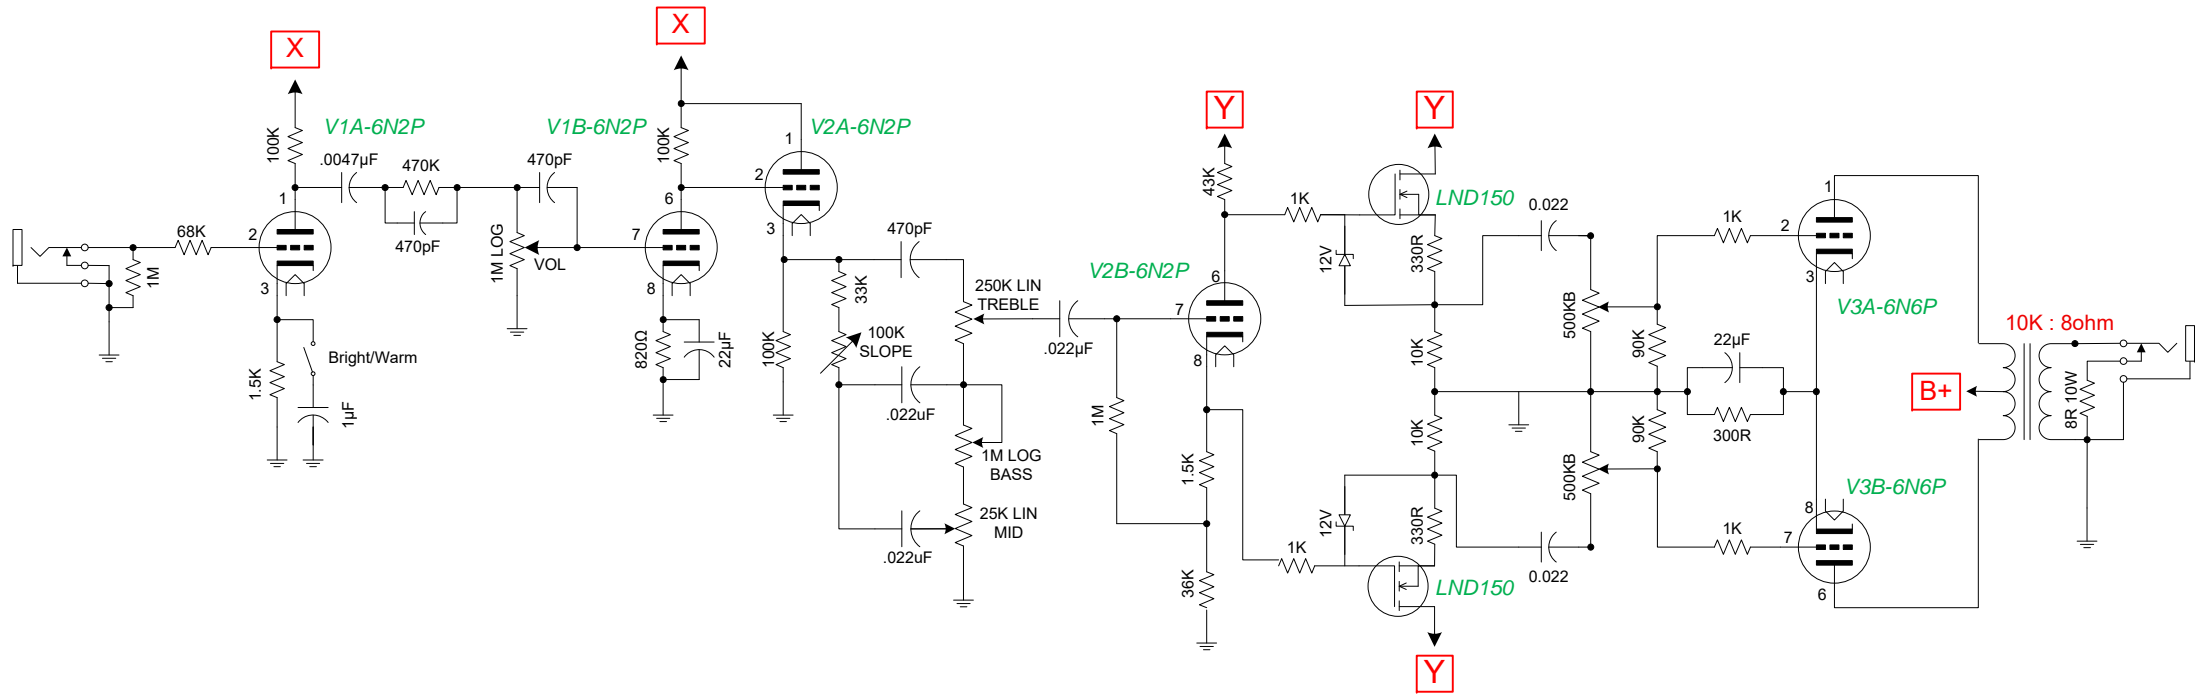 X
X
V1A-6N2P
V1B-6N2P
V2A-6N2P
Y
Y
100K
.0047µF
470K
470pF
470pF
100K
1
1
2
6
3
68K
2
3
1M
1M LOG
VOL
7
8
Bright/Warm
1.5K
1µF
820Ω
22µF
470pF
33K
100K
SLOPE
100K
.022uF
250K LIN
TREBLE
1M LOG
BASS
25K LIN
MID
.022uF
.022µF
V2B-6N2P
43K
6
7
8
1M
1.5K
36K
1K
LND150
12V
330R
0.022
10K
10K
12V
330R
1K
LND150
0.022
Y
500KB
500KB
1K
90K
90K
1K
22µF
300R
1
2
3
V3A-6N6P
V3B-6N6P
8
7
6
10K : 8ohm
B+
8R 10W